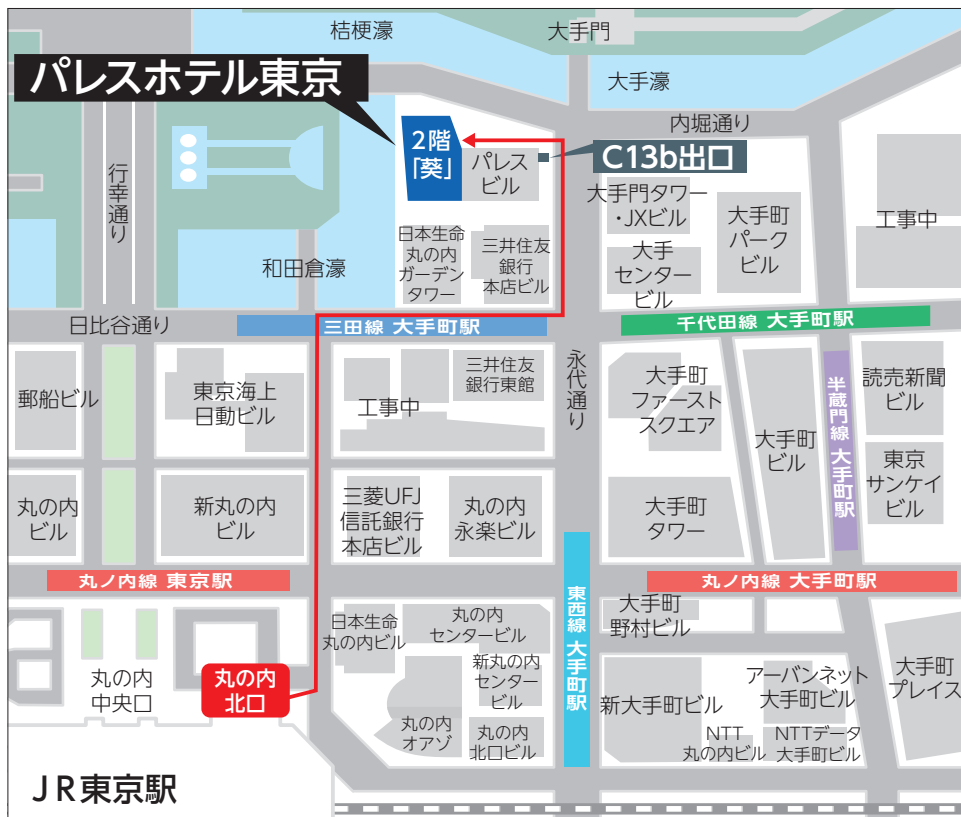 桔梗濠
大手門
パレスホテル東京
大手濠
内堀通り
2階
「葵」
パレス
ビル
C13b出口
行幸通り
大手門タワー
・JXビル
大手町
パーク
ビル
工事中
日本生命
丸の内
ガーデン
タワー
三井住友
銀行
本店ビル
大手
センター
ビル
和田倉濠
日比谷通り
三田線 大手町駅
千代田線 大手町駅
郵船ビル
東京海上
日動ビル
工事中
三井住友
銀行東館
永代通り
大手町
ファースト
スクエア
大手町
ビル
半蔵門線 大手町駅
読売新聞
ビル
東京
サンケイ
ビル
丸の内
ビル
新丸の内
ビル
三菱UFJ
信託銀行
本店ビル
丸の内
永楽ビル
大手町
タワー
丸ノ内線 東京駅
東西線 大手町駅
丸ノ内線 大手町駅
日本生命
丸の内ビル
丸の内
センタービル
大手町
野村ビル
丸の内
中央口
丸の内
北口
新丸の内
センター
ビル
新大手町ビル
アーバンネット
大手町ビル
大手町
プレイス
丸の内
オアゾ
丸の内
北口ビル
NTT
丸の内ビル
NTTデータ
大手町ビル
JR東京駅